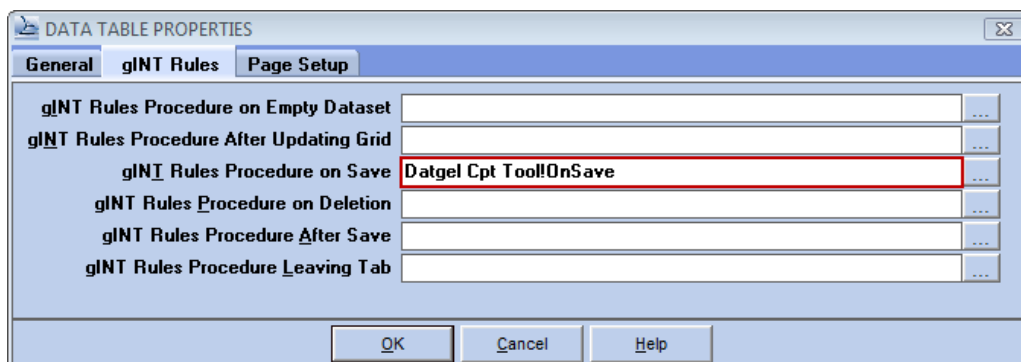 DATA TABLE PROPERTIES
General gINT Rules Page Setup
gINT Rules Procedure on Empty Dataset ...
gINT Rules Procedure After Updating Grid ...
gINT Rules Procedure on Save Datgel Cpt Tool!OnSave ...
gINT Rules Procedure on Deletion ...
gINT Rules Procedure After Save ...
gINT Rules Procedure Leaving Tab ...
OK Cancel Help